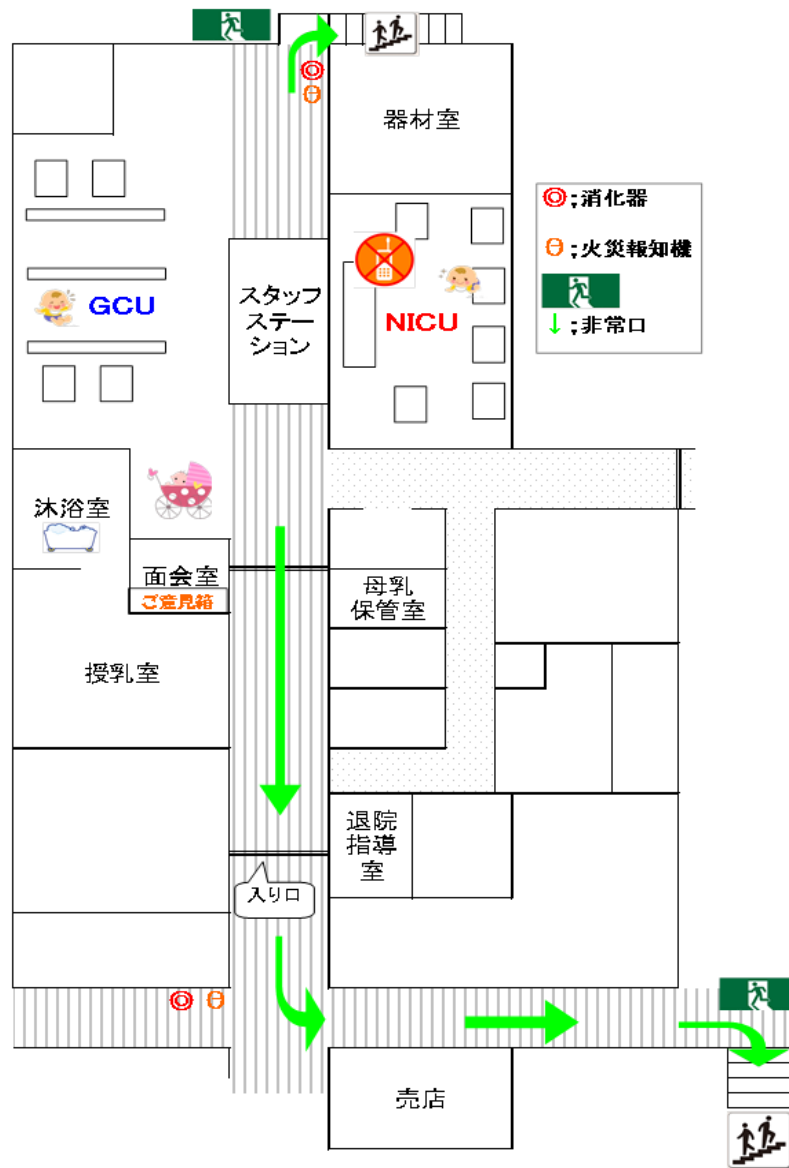 器材室
◎;消化器
θ;火災報知機
↓;非常口
スタッフ
ステー
ション
GCU
NICU
沐浴室
面会室
ご意見箱
母乳
保管室
授乳室
退院
指導
室
入り口
売店